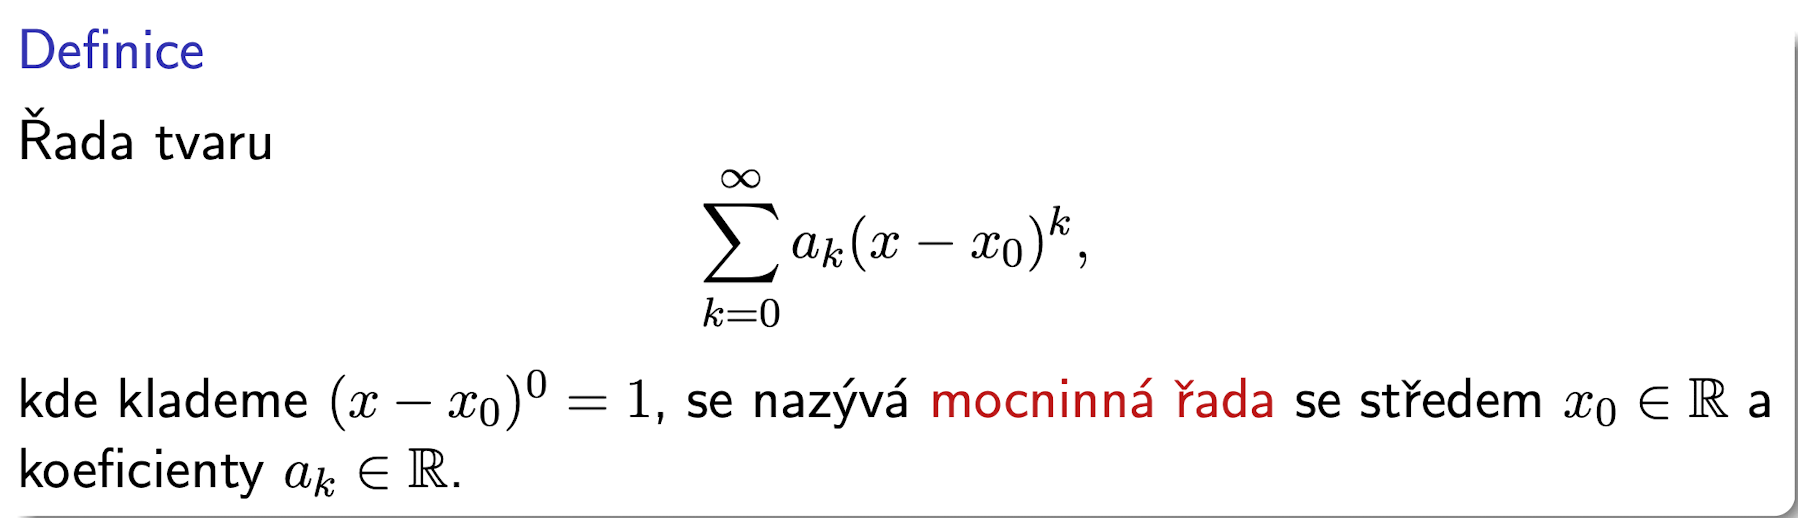 Definice
Řada tvaru
$$\sum_{k=0}^{\infty} a_k(x - x_0)^k,$$
kde klademe $(x - x_0)^0 = 1$, se nazývá mocninná řada se středem $x_0 \in \mathbb{R}$ a
koeficienty $a_k \in \mathbb{R}$.